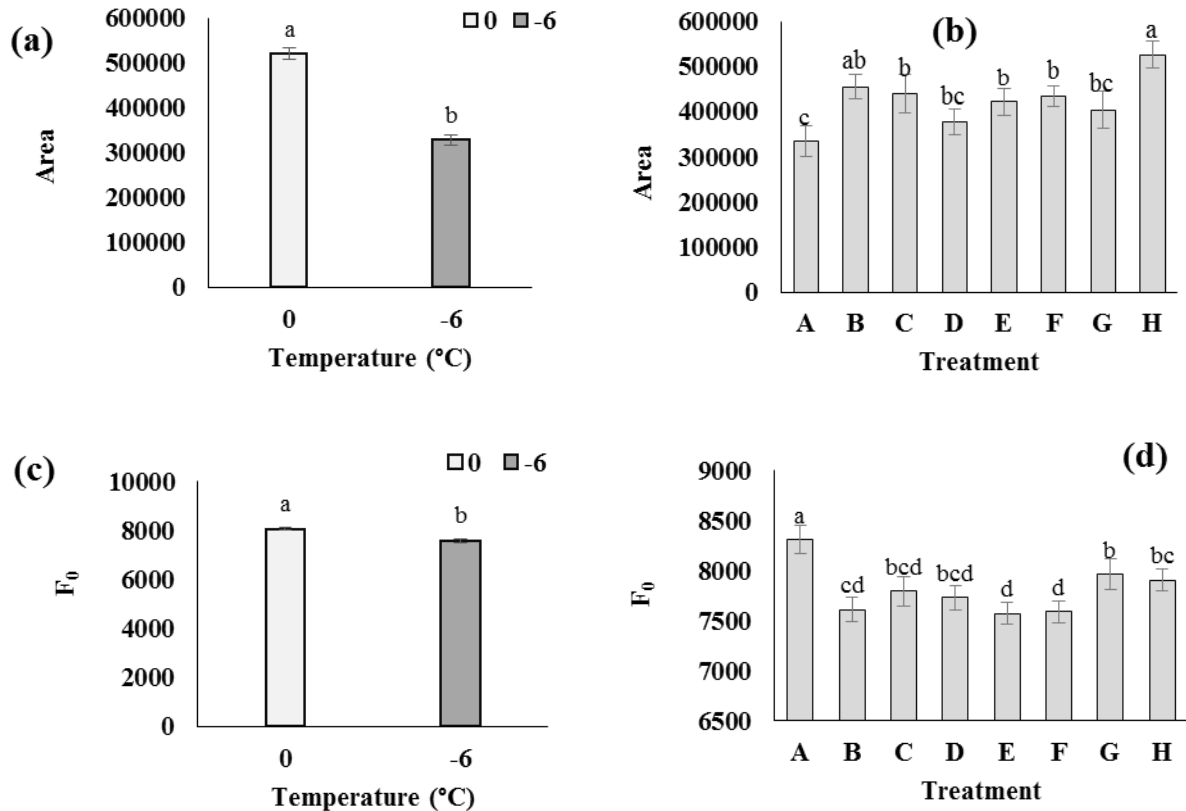 (a)
0 -6
600000
500000
400000
300000
200000
100000
0
Area
a
b
0 -6
Temperature (°C)
(b)
600000
500000
400000
300000
200000
100000
0
Area
c ab b bc b b bc a
A B C D E F G H
Treatment
(c)
0 -6
10000
8000
6000
4000
2000
0
F₀
a
b
0 -6
Temperature (°C)
(d)
9000
8500
8000
7500
7000
6500
F₀
a cd bcd bcd d d b bc
A B C D E F G H
Treatment